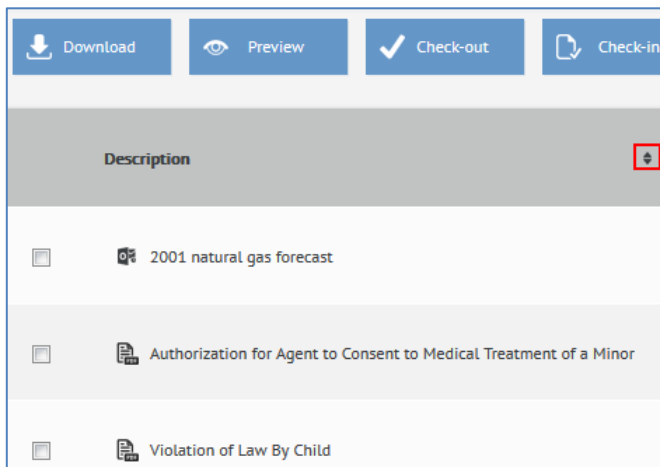 Download Preview Check-out Check-in
Description
2001 natural gas forecast
Authorization for Agent to Consent to Medical Treatment of a Minor
Violation of Law By Child